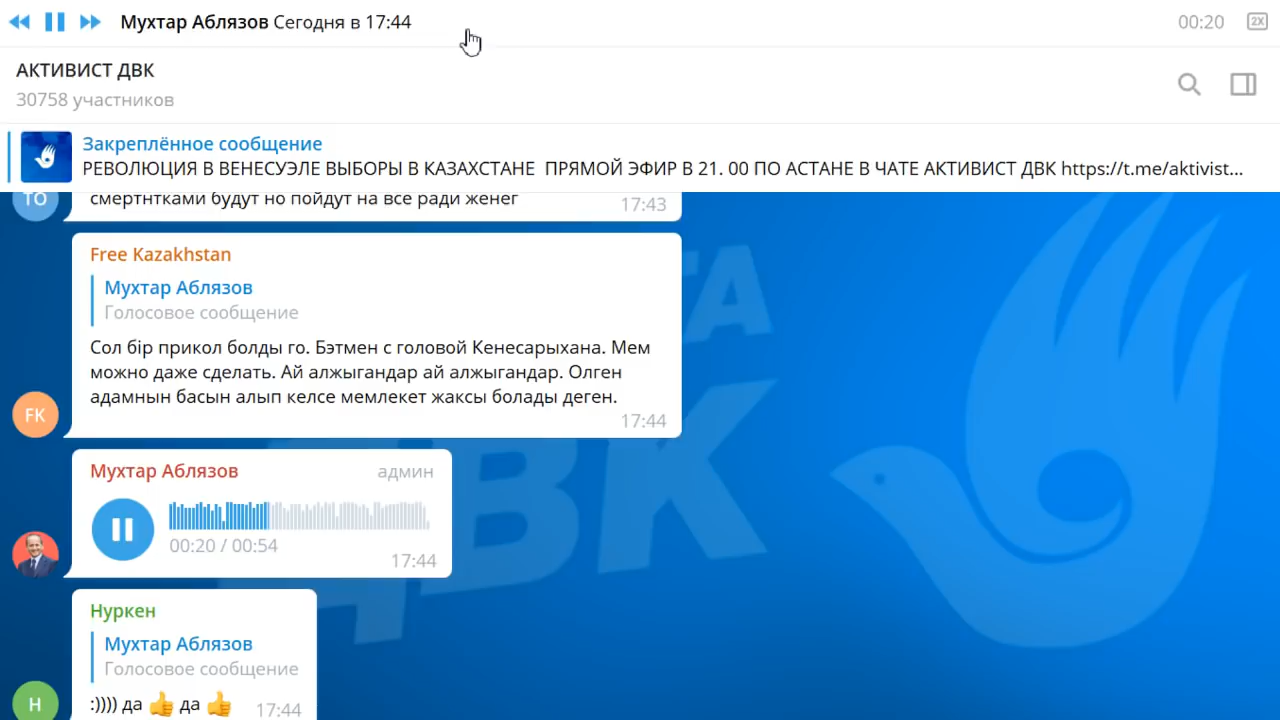 Мухтар Аблязов Сегодня в 17:44
00:20
2X
АКТИВИСТ ДВК
30758 участников
Закреплённое сообщение
РЕВОЛЮЦИЯ В ВЕНЕСУЭЛЕ ВЫБОРЫ В КАЗАХСТАНЕ ПРЯМОЙ ЭФИР В 21. 00 ПО АСТАНЕ В ЧАТЕ АКТИВИСТ ДВК https://t.me/aktivist...
ТО
смертнтками будут но пойдут на все ради женег
17:43
Free Kazakhstan
Мухтар Аблязов
Голосовое сообщение
Сол бір прикол болды го. Бэтмен с головой Кенесарыхана. Мем
можно даже сделать. Ай алжыгандар ай алжыгандар. Олген
адамнын басын алып келсе мемлекет жаксы болады деген.
FK
17:44
Мухтар Аблязов админ
00:20 / 00:54
17:44
Нуркен
Мухтар Аблязов
Голосовое сообщение
Н
:)))) да 👍 да 👍
17:44
ДВК